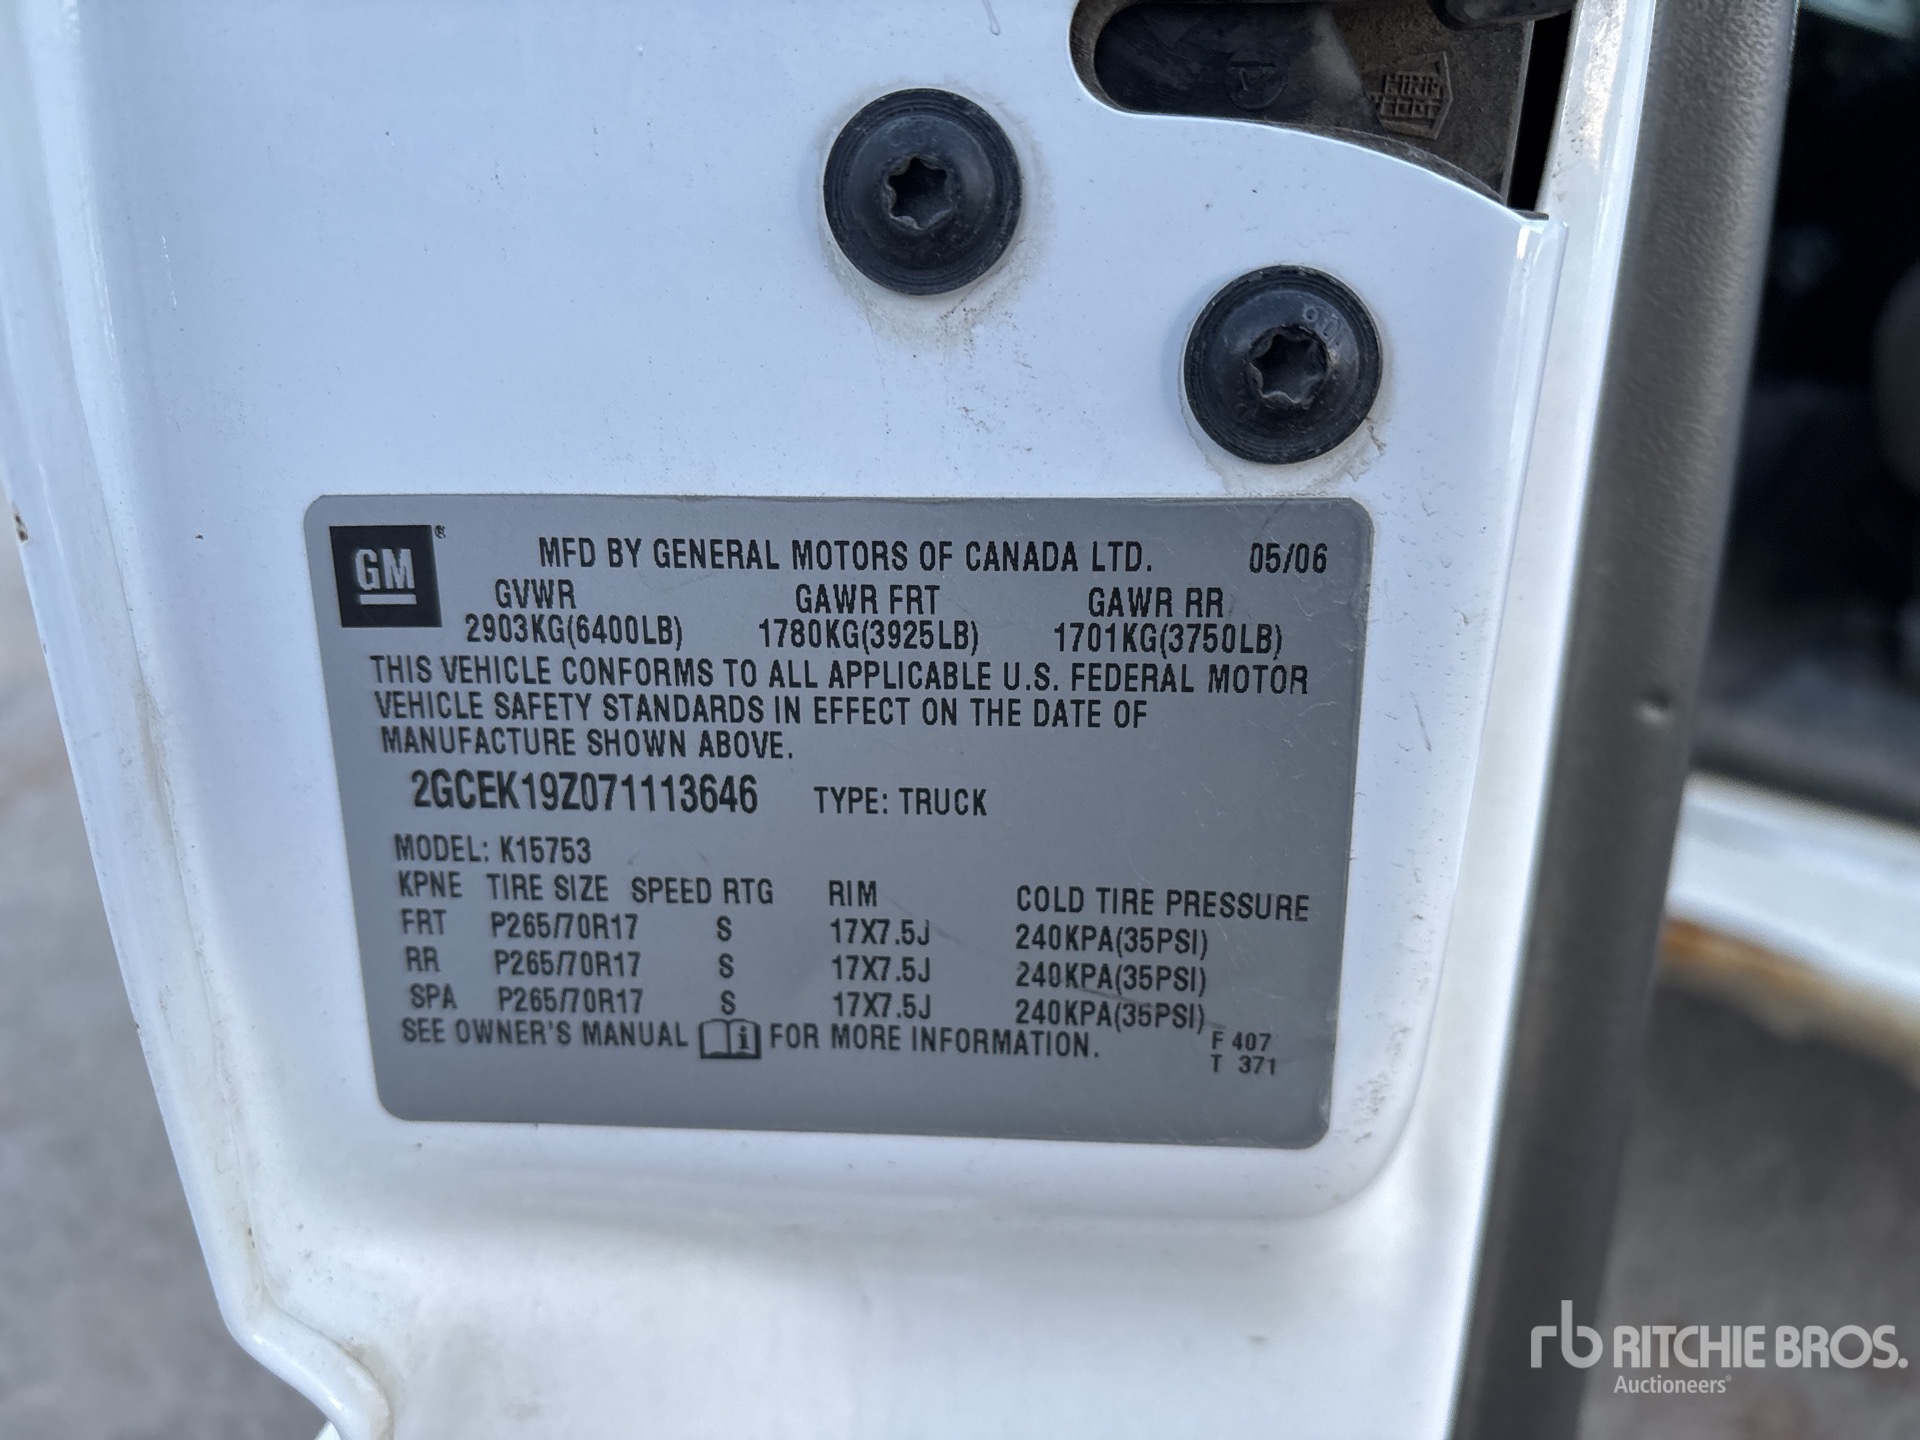 GM ®
MFD BY GENERAL MOTORS OF CANADA LTD. 05/06
GVWR GAWR FRT GAWR RR
2903KG(6400LB) 1780KG(3925LB) 1701KG(3750LB)
THIS VEHICLE CONFORMS TO ALL APPLICABLE U.S. FEDERAL MOTOR
VEHICLE SAFETY STANDARDS IN EFFECT ON THE DATE OF
MANUFACTURE SHOWN ABOVE.
2GCEK19Z071113646 TYPE: TRUCK
MODEL: K15753
KPNE TIRE SIZE SPEED RTG RIM COLD TIRE PRESSURE
FRT P265/70R17 S 17X7.5J 240KPA(35PSI)
RR P265/70R17 S 17X7.5J 240KPA(35PSI)
SPA P265/70R17 S 17X7.5J 240KPA(35PSI)
SEE OWNER'S MANUAL i FOR MORE INFORMATION. F 407
T 371
rb RITCHIE BROS.
Auctioneers